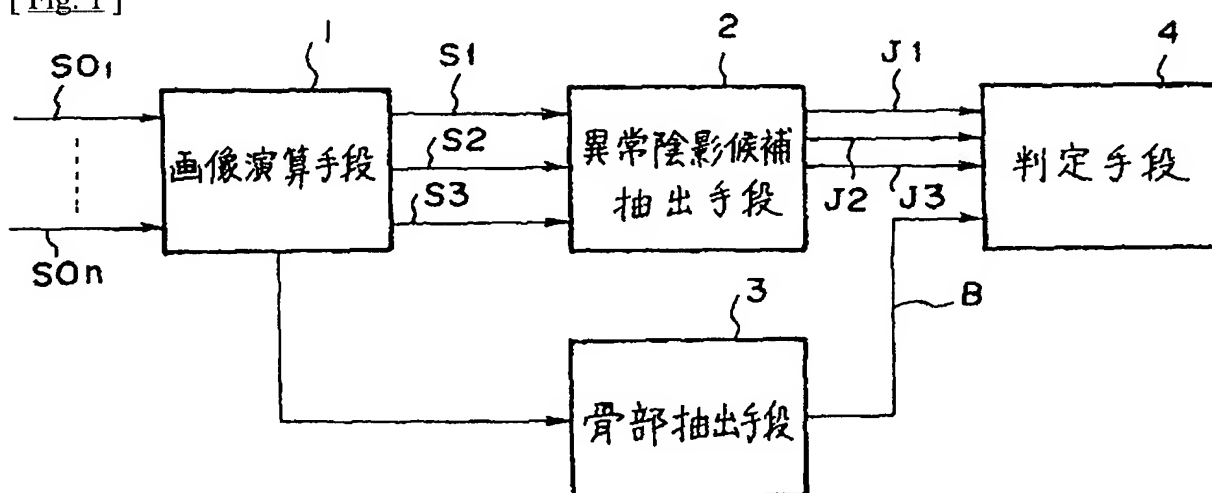 [ Fig. 1 ]
1
2
4
SO1
S1
J1
画像演算手段
S2
異常陰影候補
抽出手段
J2
判定手段
S3
J3
SOn
3
B
骨部抽出手段